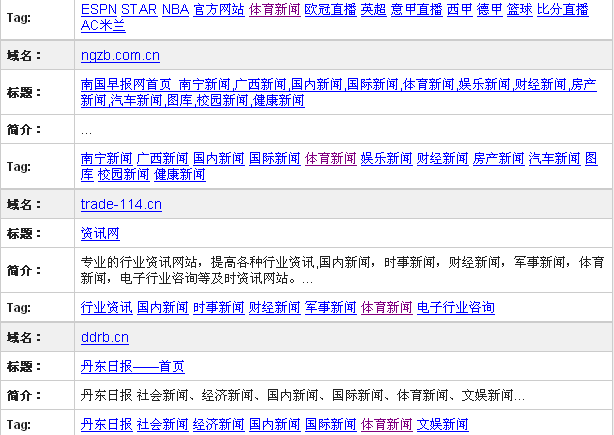 Tag: ESPN STAR NBA 官方网站 体育新闻 欧冠直播 英超 意甲直播 西甲 德甲 篮球 比分直播
AC米兰
域名： nqzb.com.cn
标题： 南国早报网首页_南宁新闻,广西新闻,国内新闻,国际新闻,体育新闻,娱乐新闻,财经新闻,房产
新闻,汽车新闻,图库,校园新闻,健康新闻
简介： ...
Tag: 南宁新闻 广西新闻 国内新闻 国际新闻 体育新闻 娱乐新闻 财经新闻 房产新闻 汽车新闻 图
库 校园新闻 健康新闻
域名： trade-114.cn
标题： 资讯网
简介： 专业的行业资讯网站，提高各种行业资讯,国内新闻，时事新闻，财经新闻，军事新闻，体育
新闻，电子行业咨询等及时资讯网站。...
Tag: 行业资讯 国内新闻 时事新闻 财经新闻 军事新闻 体育新闻 电子行业咨询
域名： ddrb.cn
标题： 丹东日报——首页
简介： 丹东日报 社会新闻、经济新闻、国内新闻、国际新闻、体育新闻、文娱新闻...
Tag: 丹东日报 社会新闻 经济新闻 国内新闻 国际新闻 体育新闻 文娱新闻